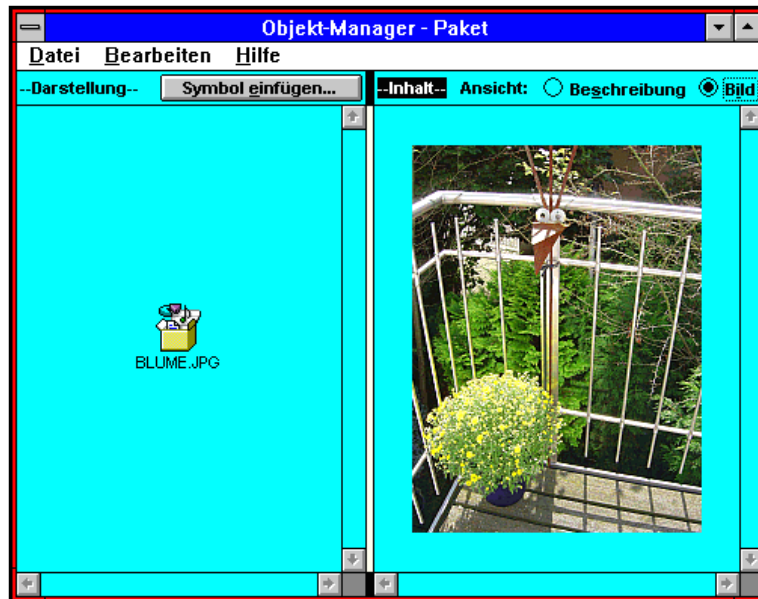 Objekt-Manager - Paket
Datei Bearbeiten Hilfe
--Darstellung-- Symbol einfügen... --Inhalt-- Ansicht: Beschreibung Bild
BLUME.JPG